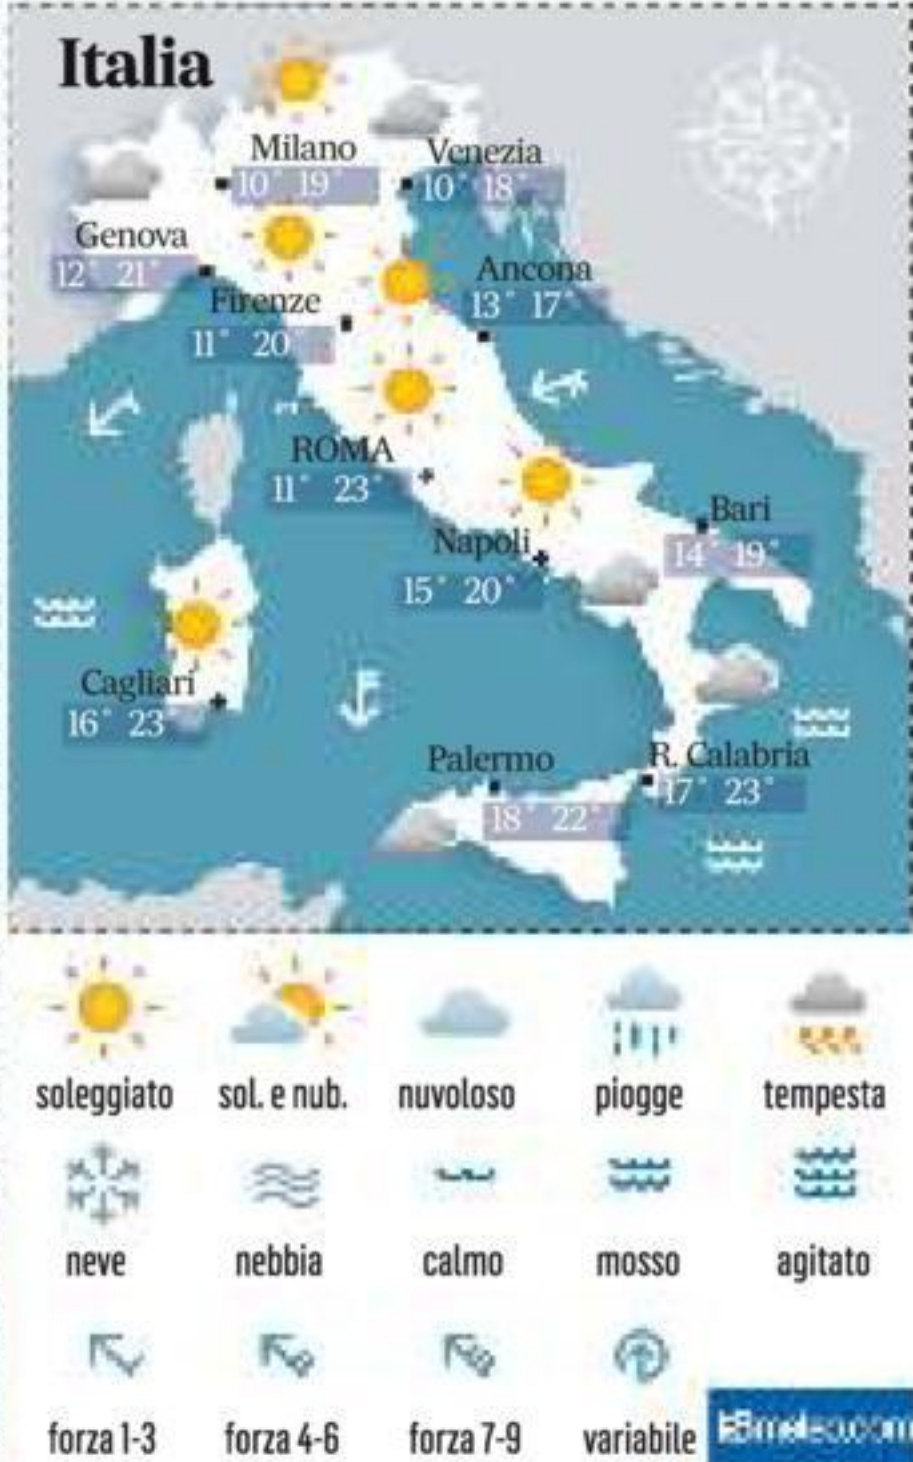 Italia
Milano
10° 19°
Venezia
10° 18°
Genova
12° 21°
Ancona
13° 17°
Firenze
11° 20°
ROMA
11° 23°
Bari
14° 19°
Napoli
15° 20°
Cagliari
16° 23°
Palermo
18° 22°
R. Calabria
17° 23°
soleggiato
sol. e nub.
nuvoloso
piogge
tempesta
neve
nebbia
calmo
mosso
agitato
forza 1-3
forza 4-6
forza 7-9
variabile